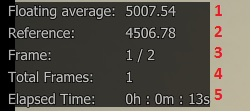 Floating average: 5007.54 1
Reference: 4506.78 2
Frame: 1 / 2 3
Total Frames: 1 4
Elapsed Time: 0h : 0m : 13s 5